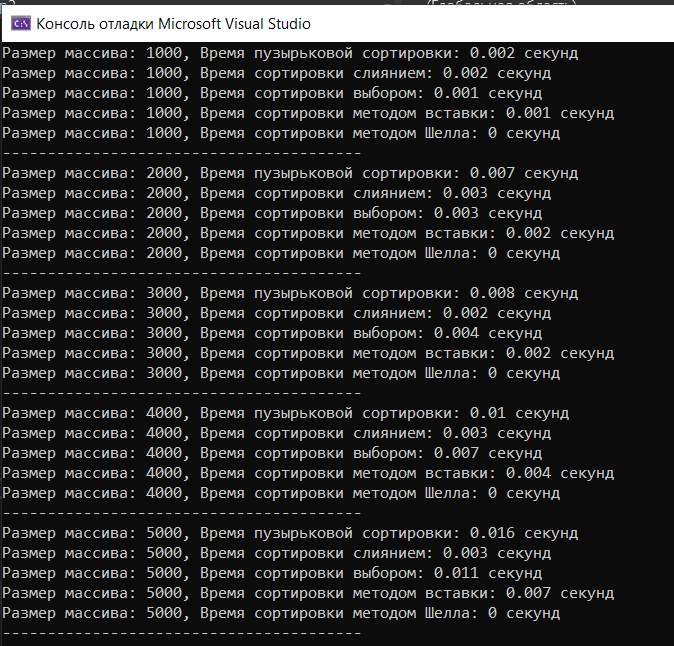 (Глобальная область)
Консоль отладки Microsoft Visual Studio
Размер массива: 1000, Время пузырьковой сортировки: 0.002 секунд
Размер массива: 1000, Время сортировки слиянием: 0.002 секунд
Размер массива: 1000, Время сортировки выбором: 0.001 секунд
Размер массива: 1000, Время сортировки методом вставки: 0.001 секунд
Размер массива: 1000, Время сортировки методом Шелла: 0 секунд
----------------------------------------
Размер массива: 2000, Время пузырьковой сортировки: 0.007 секунд
Размер массива: 2000, Время сортировки слиянием: 0.003 секунд
Размер массива: 2000, Время сортировки выбором: 0.003 секунд
Размер массива: 2000, Время сортировки методом вставки: 0.002 секунд
Размер массива: 2000, Время сортировки методом Шелла: 0 секунд
----------------------------------------
Размер массива: 3000, Время пузырьковой сортировки: 0.008 секунд
Размер массива: 3000, Время сортировки слиянием: 0.002 секунд
Размер массива: 3000, Время сортировки выбором: 0.004 секунд
Размер массива: 3000, Время сортировки методом вставки: 0.002 секунд
Размер массива: 3000, Время сортировки методом Шелла: 0 секунд
----------------------------------------
Размер массива: 4000, Время пузырьковой сортировки: 0.01 секунд
Размер массива: 4000, Время сортировки слиянием: 0.003 секунд
Размер массива: 4000, Время сортировки выбором: 0.007 секунд
Размер массива: 4000, Время сортировки методом вставки: 0.004 секунд
Размер массива: 4000, Время сортировки методом Шелла: 0 секунд
----------------------------------------
Размер массива: 5000, Время пузырьковой сортировки: 0.016 секунд
Размер массива: 5000, Время сортировки слиянием: 0.003 секунд
Размер массива: 5000, Время сортировки выбором: 0.011 секунд
Размер массива: 5000, Время сортировки методом вставки: 0.007 секунд
Размер массива: 5000, Время сортировки методом Шелла: 0 секунд
----------------------------------------